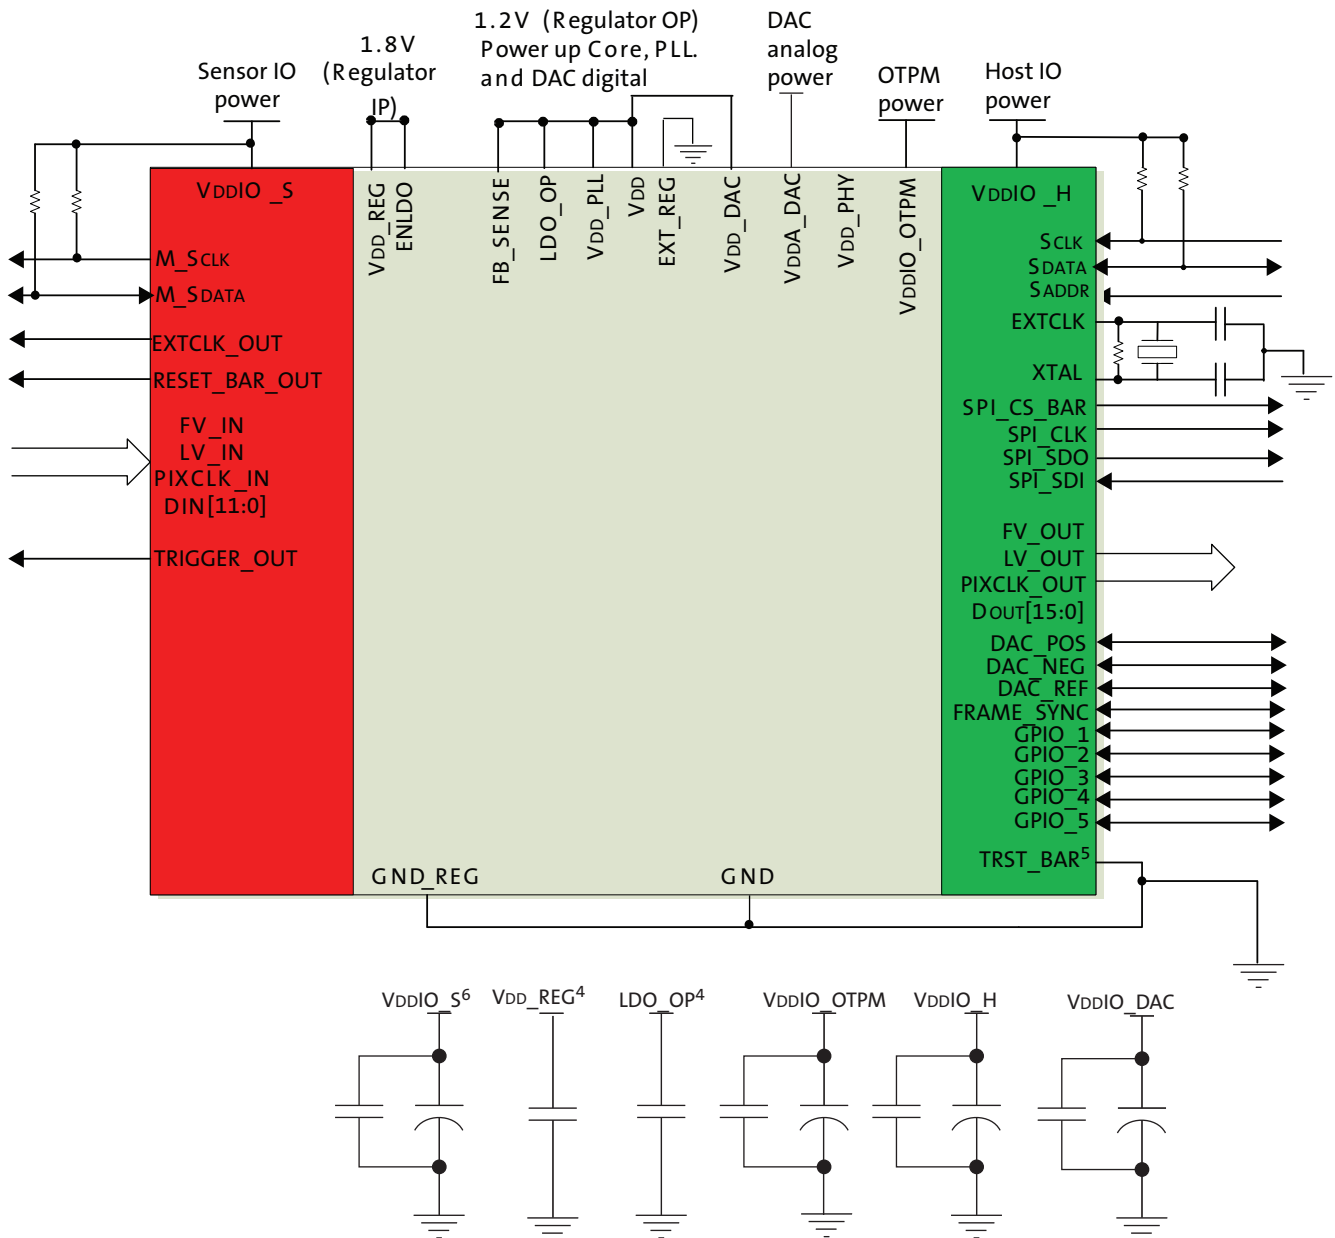 1.8V
(Regulator
IP)
1.2V (Regulator OP)
Power up Core, PLL.
and DAC digital
DAC
analog
power
Sensor IO
power
OTPM
power
Host IO
power
VDDIO_S
VDD_REG
ENLDO
FB_SENSE
LDO_OP
VDD_PLL
VDD
EXT_REG
VDD_DAC
VDDA_DAC
VDD_PHY
VDDIO_OTPM
VDDIO_H
M_SCLK
M_SDATA
EXTCLK_OUT
RESET_BAR_OUT
FV_IN
LV_IN
PIXCLK_IN
DIN[11:0]
TRIGGER_OUT
SCLK
SDATA
SADDR
EXTCLK
XTAL
SPI_CS_BAR
SPI_CLK
SPI_SDO
SPI_SDI
FV_OUT
LV_OUT
PIXCLK_OUT
DOUT[15:0]
DAC_POS
DAC_NEG
DAC_REF
FRAME_SYNC
GPIO_1
GPIO_2
GPIO_3
GPIO_4
GPIO_5
TRST_BAR5
GND_REG
GND
VDDIO_S6
VDD_REG4
LDO_OP4
VDDIO_OTPM
VDDIO_H
VDDIO_DAC